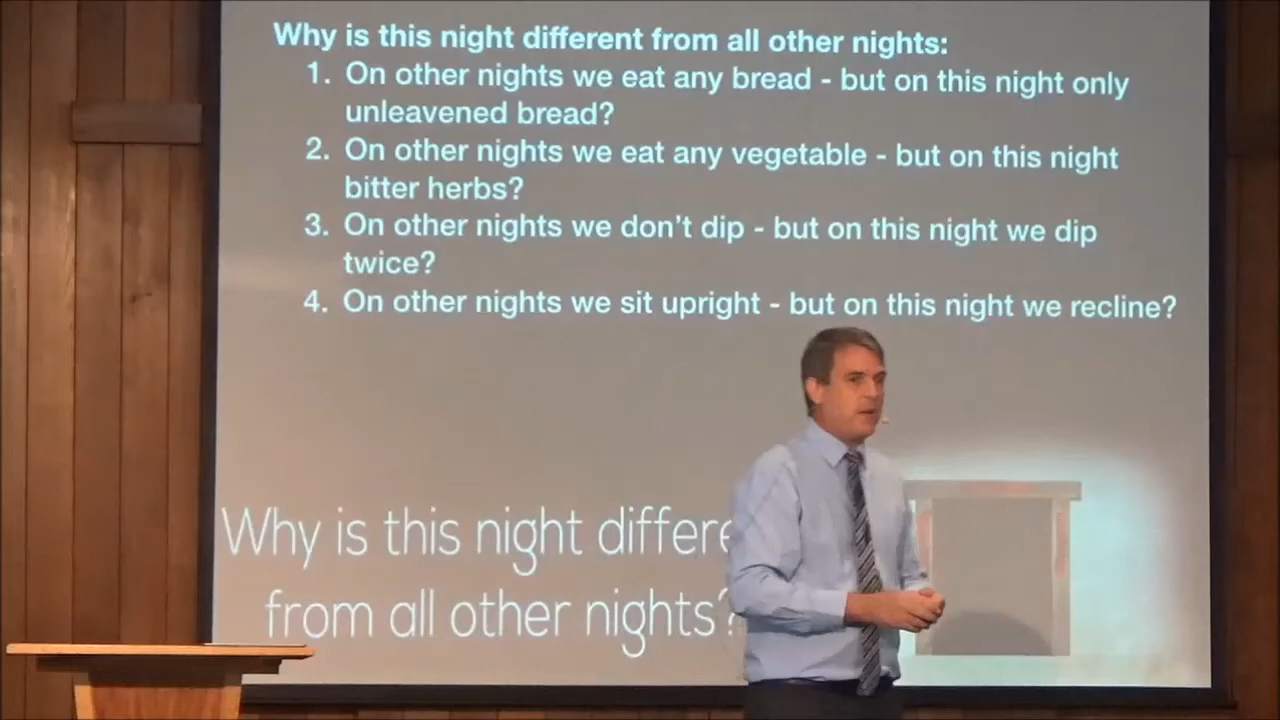 Why is this night different from all other nights:
1. On other nights we eat any bread - but on this night only
unleavened bread?
2. On other nights we eat any vegetable - but on this night
bitter herbs?
3. On other nights we don't dip - but on this night we dip
twice?
4. On other nights we sit upright - but on this night we recline?
Why is this night differe
from all other nights?